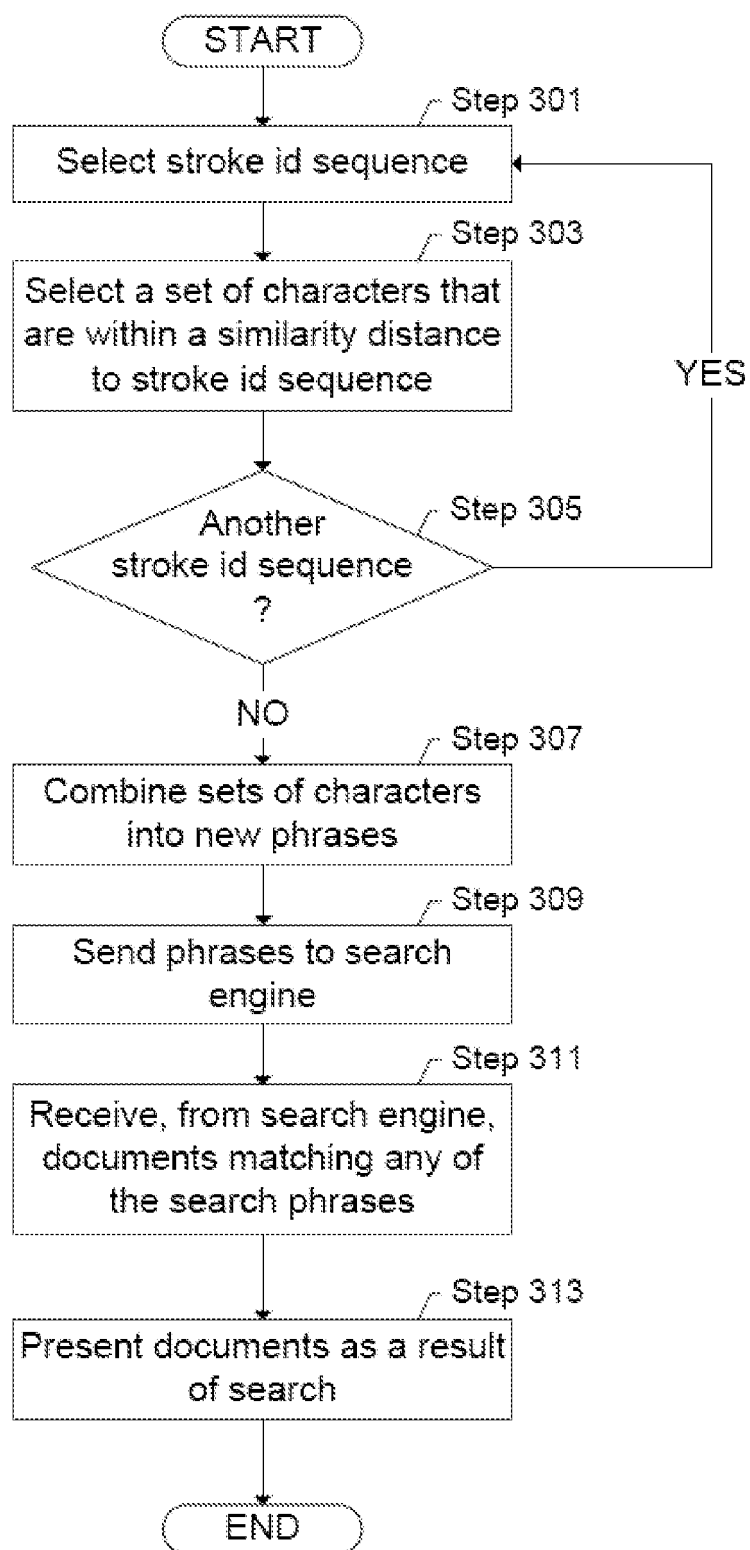 START
Step 301
Select stroke id sequence
Step 303
Select a set of characters that
are within a similarity distance
to stroke id sequence
YES
Step 305
Another
stroke id sequence
?
NO
Step 307
Combine sets of characters
into new phrases
Step 309
Send phrases to search
engine
Step 311
Receive, from search engine,
documents matching any of
the search phrases
Step 313
Present documents as a result
of search
END